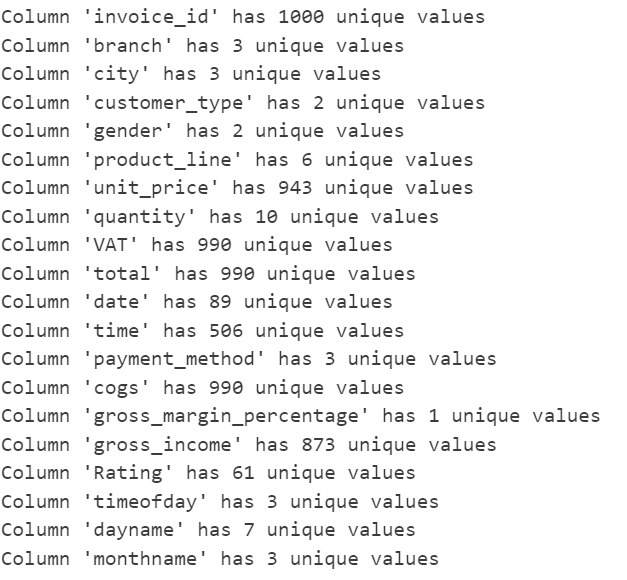 Column 'invoice_id' has 1000 unique values
Column 'branch' has 3 unique values
Column 'city' has 3 unique values
Column 'customer_type' has 2 unique values
Column 'gender' has 2 unique values
Column 'product_line' has 6 unique values
Column 'unit_price' has 943 unique values
Column 'quantity' has 10 unique values
Column 'VAT' has 990 unique values
Column 'total' has 990 unique values
Column 'date' has 89 unique values
Column 'time' has 506 unique values
Column 'payment_method' has 3 unique values
Column 'cogs' has 990 unique values
Column 'gross_margin_percentage' has 1 unique values
Column 'gross_income' has 873 unique values
Column 'Rating' has 61 unique values
Column 'timeofday' has 3 unique values
Column 'dayname' has 7 unique values
Column 'monthname' has 3 unique values